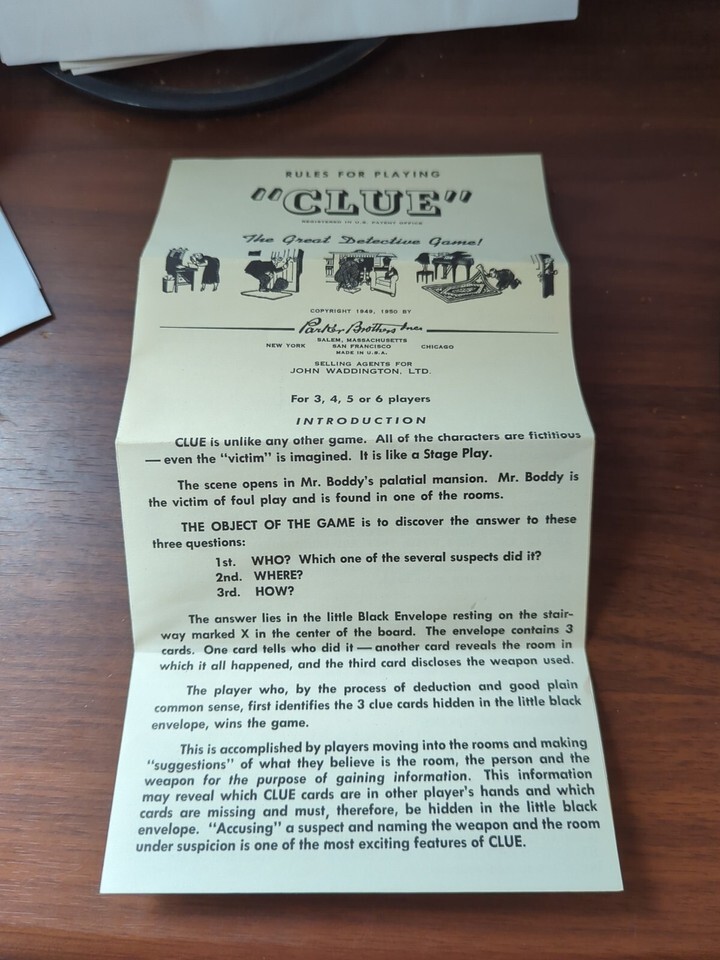 RULES FOR PLAYING
"CLUE"
REGISTERED IN U.S. PATENT OFFICE
The Great Detective Game!
COPYRIGHT 1949, 1950 BY
Parker Brothers Inc.
SALEM, MASSACHUSETTS
NEW YORK SAN FRANCISCO CHICAGO
MADE IN U.S.A.
SELLING AGENTS FOR
JOHN WADDINGTON, LTD.
For 3, 4, 5 or 6 players
INTRODUCTION
CLUE is unlike any other game. All of the characters are fictitious
— even the "victim" is imagined. It is like a Stage Play.
The scene opens in Mr. Boddy's palatial mansion. Mr. Boddy is
the victim of foul play and is found in one of the rooms.
THE OBJECT OF THE GAME is to discover the answer to these
three questions:
1st. WHO? Which one of the several suspects did it?
2nd. WHERE?
3rd. HOW?
The answer lies in the little Black Envelope resting on the stair-
way marked X in the center of the board. The envelope contains 3
cards. One card tells who did it — another card reveals the room in
which it all happened, and the third card discloses the weapon used.
The player who, by the process of deduction and good plain
common sense, first identifies the 3 clue cards hidden in the little black
envelope, wins the game.
This is accomplished by players moving into the rooms and making
"suggestions" of what they believe is the room, the person and the
weapon for the purpose of gaining information. This information
may reveal which CLUE cards are in other player's hands and which
cards are missing and must, therefore, be hidden in the little black
envelope. "Accusing" a suspect and naming the weapon and the room
under suspicion is one of the most exciting features of CLUE.